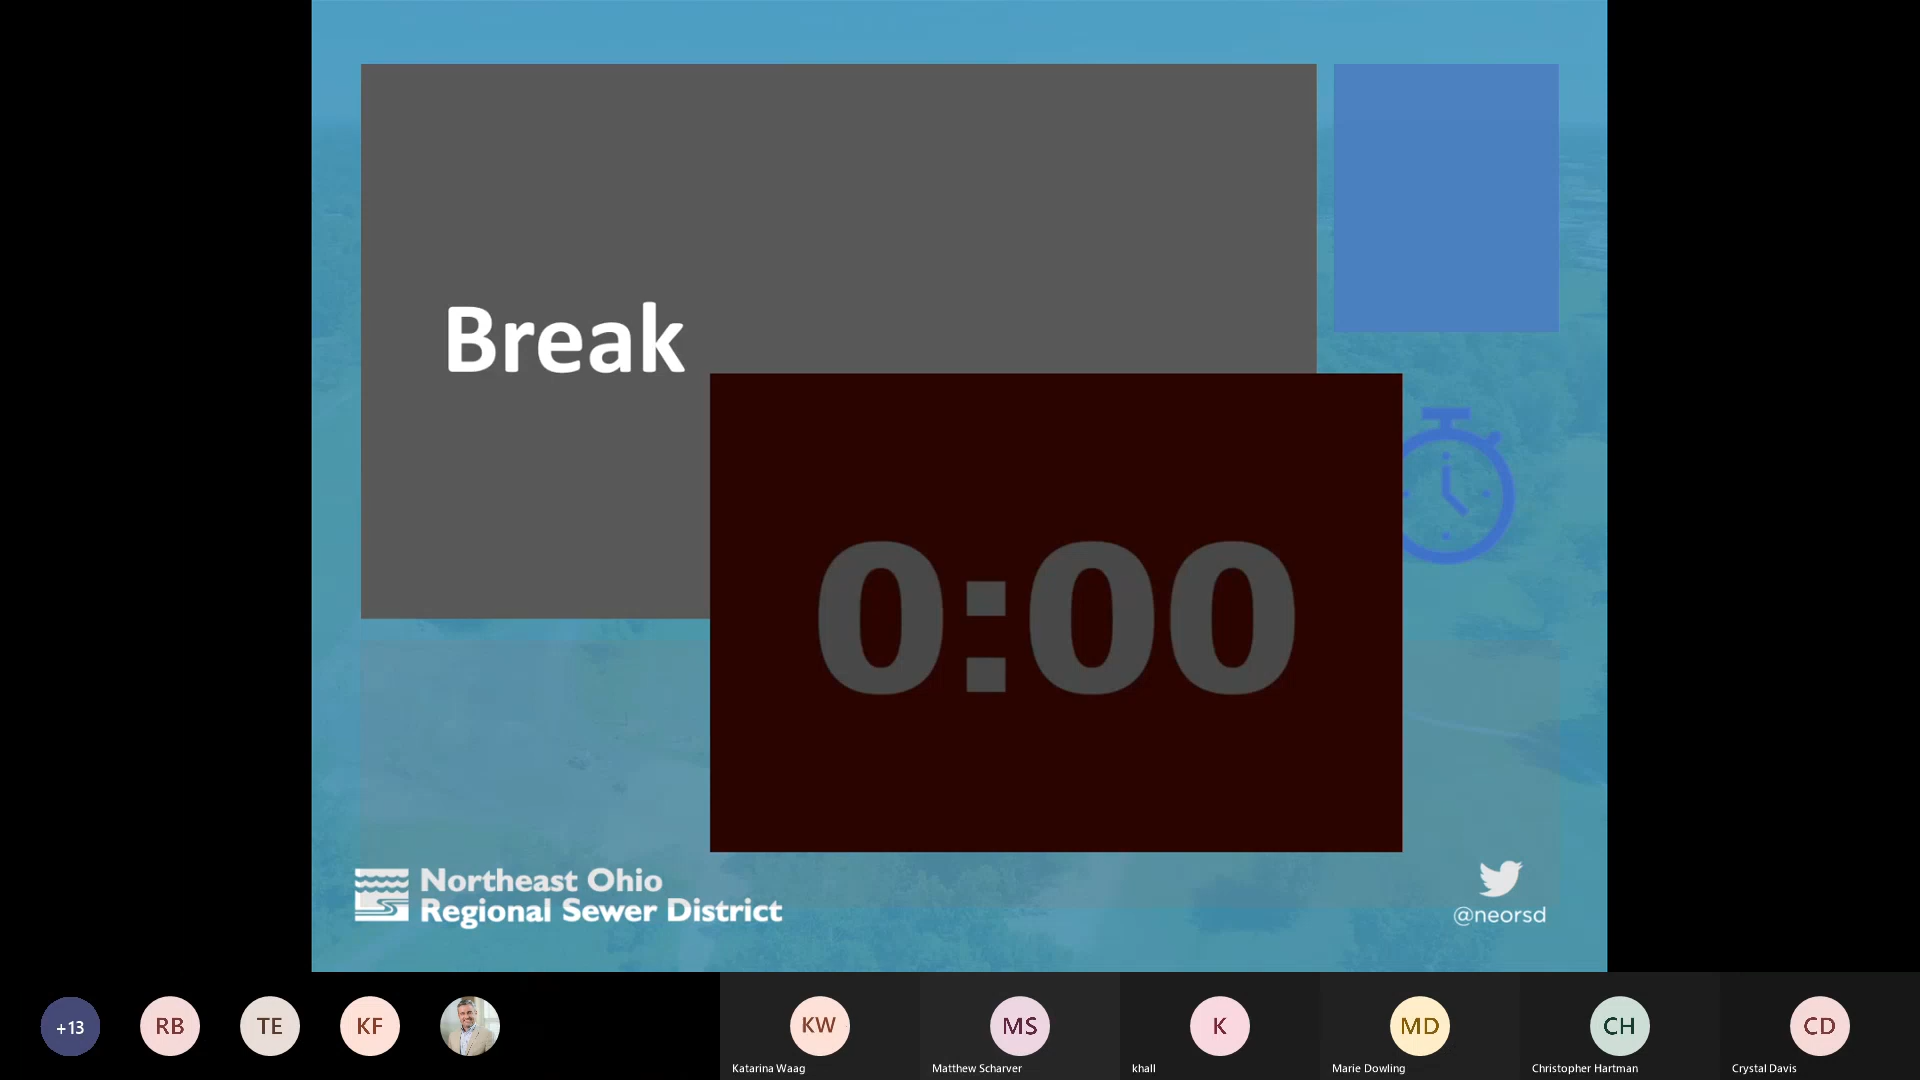 Break
0:00
Northeast Ohio
Regional Sewer District
@neorsd
+13
RB
TE
KF
KW
MS
K
MD
CH
CD
Katarina Waag
Matthew Scharver
khall
Marie Dowling
Christopher Hartman
Crystal Davis